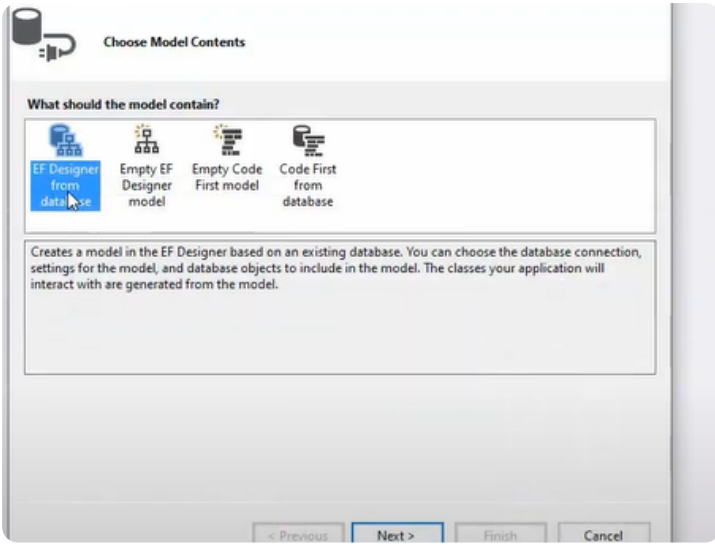 Choose Model Contents
What should the model contain?
EF Designer
from
database
Empty EF
Designer
model
Empty Code
First model
Code First
from
database
Creates a model in the EF Designer based on an existing database. You can choose the database connection,
settings for the model, and database objects to include in the model. The classes your application will
interact with are generated from the model.
< Previous
Next >
Finish
Cancel